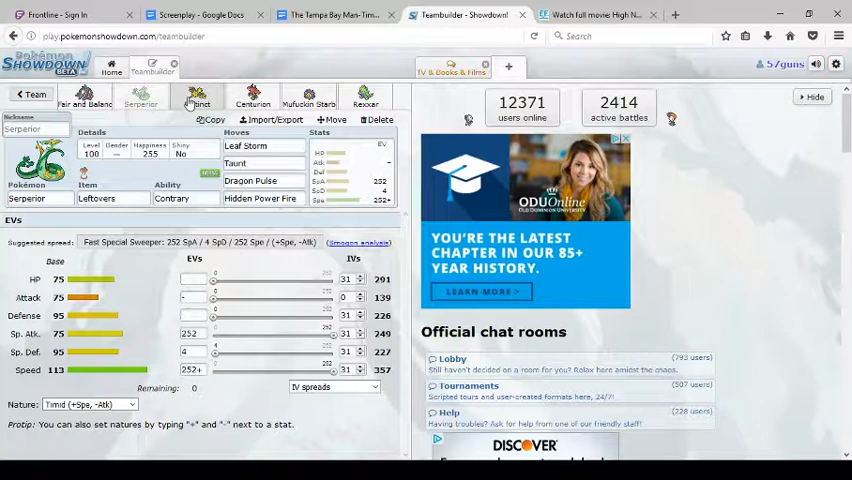 Frontline - Sign In
Screenplay - Google Docs
The Tampa Bay Man-Tim...
Teambuilder - Showdown!
Watch full movie: High N...
play.pokemonshowdown.com/teambuilder
Search
Pokémon
SHOWDOWN
BETA
Home
Teambuilder
TV & Books & Films
57guns
Team
Fair and Balanc
Serperior
Centurion
Mufuckin Starb
Rexxar
Copy
Import/Export
Move
Delete
Nickname
Serperior
Details
Level
100
Gender
—
Happiness
255
Shiny
No
Pokémon
Serperior
Item
Leftovers
Ability
Contrary
Moves
Leaf Storm
Taunt
Dragon Pulse
Hidden Power Fire
Stats
EV
HP
Atk -
Def
SpA 252
SpD 4
Spe 252+
EVs
Suggested spread: Fast Special Sweeper: 252 SpA / 4 SpD / 252 Spe / (+Spe, -Atk) (Smogon analysis)
Base EVs IVs
HP 75 31 291
Attack 75 - 0 139
Defense 95 31 226
Sp. Atk. 75 252 31 249
Sp. Def. 95 4 31 227
Speed 113 252+ 31 357
Remaining: 0
IV spreads
Nature: Timid (+Spe, -Atk)
Protip: You can also set natures by typing "+" and "-" next to a stat.
12371
users online
2414
active battles
Hide
ODUOnline
OLD DOMINION UNIVERSITY
YOU'RE THE LATEST
CHAPTER IN OUR 85+
YEAR HISTORY.
LEARN MORE >
Official chat rooms
Lobby (793 users)
Still haven't decided on a room for you? Relax here amidst the chaos.
Tournaments (507 users)
Scripted tours and user-created formats here, 24/7!
Help (228 users)
Having troubles? Ask for help from one of our friendly staff!
DISCOVER